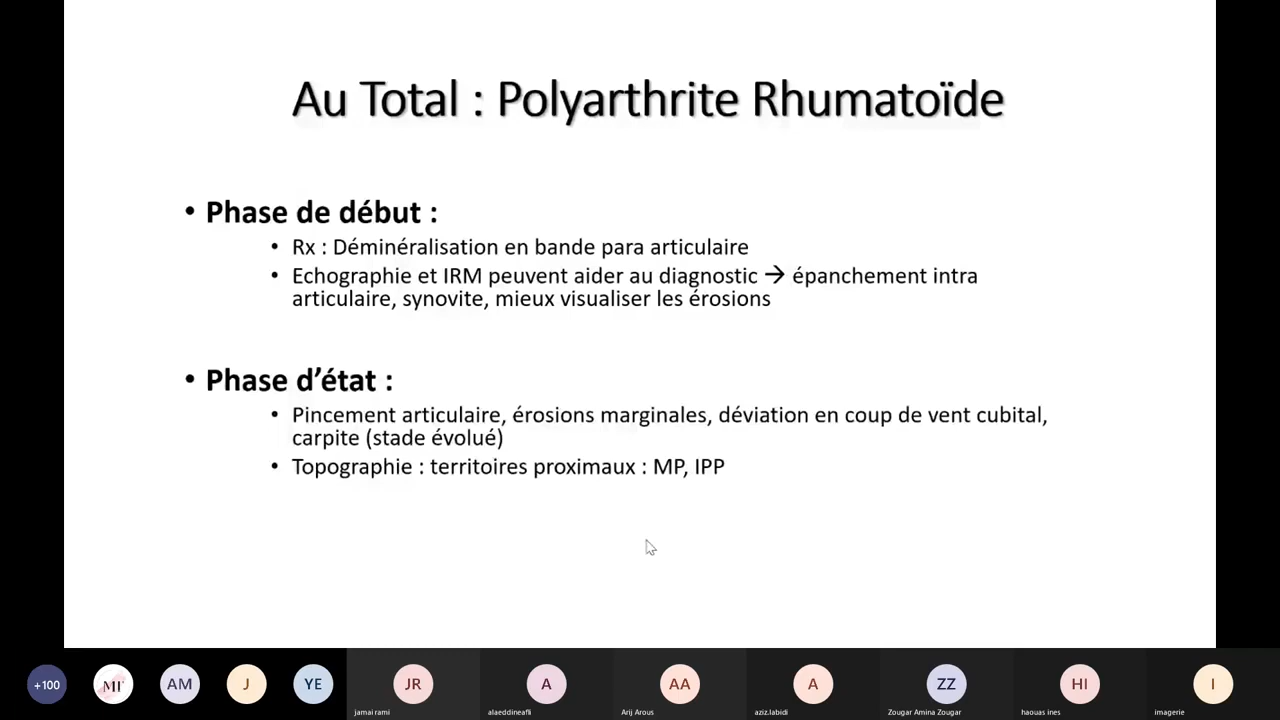 Au Total : Polyarthrite Rhumatoïde
• Phase de début :
• Rx : Déminéralisation en bande para articulaire
• Echographie et IRM peuvent aider au diagnostic → épanchement intra
articulaire, synovite, mieux visualiser les érosions
• Phase d’état :
• Pincement articulaire, érosions marginales, déviation en coup de vent cubital,
carpite (stade évolué)
• Topographie : territoires proximaux : MP, IPP
+100
AM
J
YE
JR
A
AA
A
ZZ
HI
I
jamai rami
alaeddineafli
Arij Arous
aziz.labidi
Zougar Amina Zougar
haouas ines
imagerie